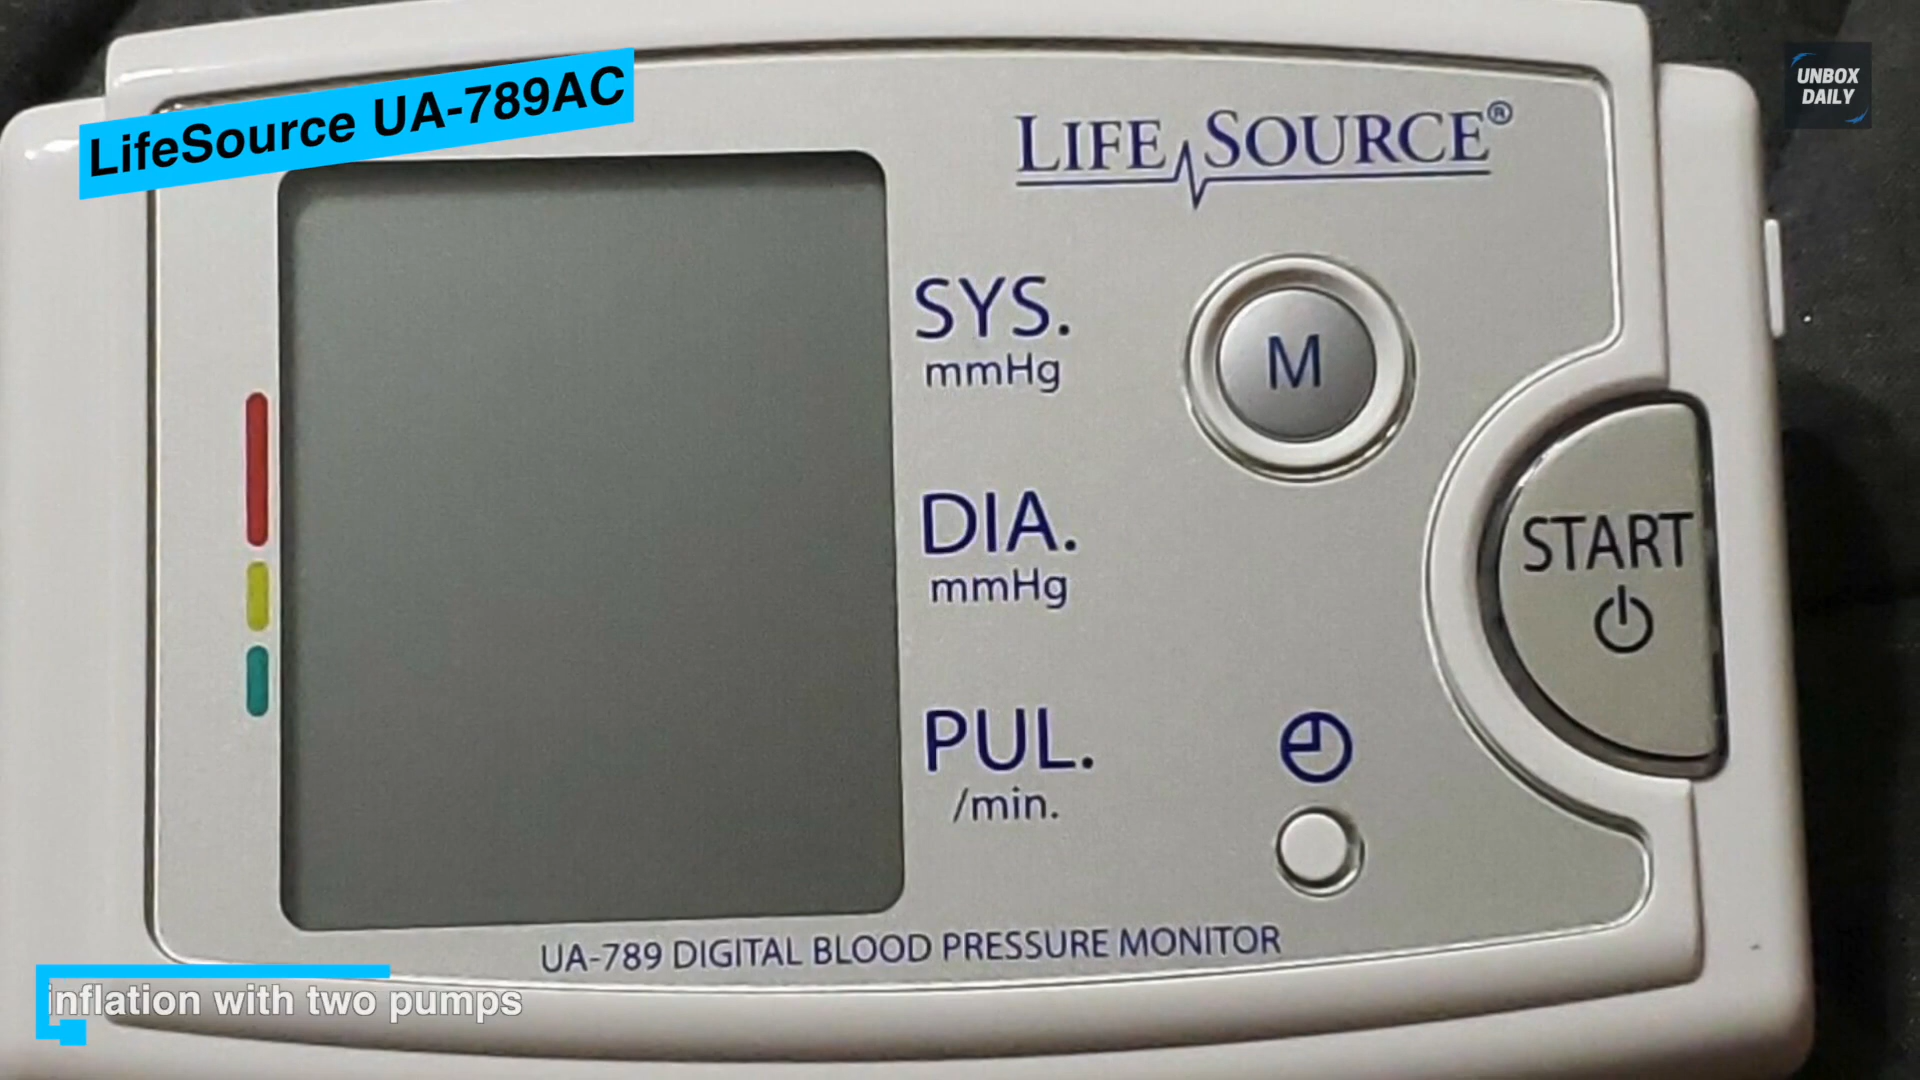 LifeSource UA-789AC
UNBOX
DAILY
LIFE SOURCE®
SYS.
mmHg
M
DIA.
mmHg
START
PUL.
/min.
UA-789 DIGITAL BLOOD PRESSURE MONITOR
inflation with two pumps